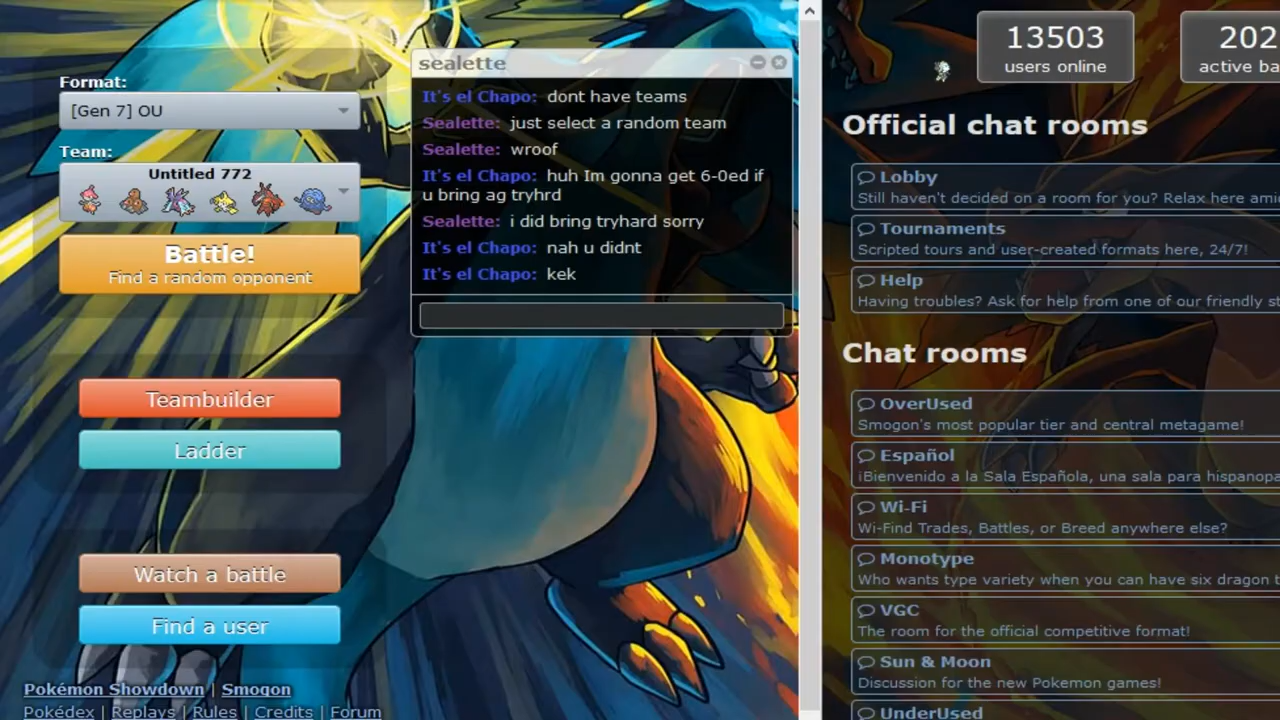 Format:
[Gen 7] OU
Team:
Untitled 772
Battle!
Find a random opponent
Teambuilder
Ladder
Watch a battle
Find a user
Pokémon Showdown | Smogon
Pokédex | Replays | Rules | Credits | Forum
sealette
It's el Chapo: dont have teams
Sealette: just select a random team
Sealette: wroof
It's el Chapo: huh Im gonna get 6-0ed if
u bring ag tryhrd
Sealette: i did bring tryhard sorry
It's el Chapo: nah u didnt
It's el Chapo: kek
13503
users online
202
active ba
Official chat rooms
Lobby
Still haven't decided on a room for you? Relax here ami
Tournaments
Scripted tours and user-created formats here, 24/7!
Help
Having troubles? Ask for help from one of our friendly st
Chat rooms
OverUsed
Smogon's most popular tier and central metagame!
Español
¡Bienvenido a la Sala Española, una sala para hispanopa
Wi-Fi
Wi-Find Trades, Battles, or Breed anywhere else?
Monotype
Who wants type variety when you can have six dragon t
VGC
The room for the official competitive format!
Sun & Moon
Discussion for the new Pokemon games!
UnderUsed